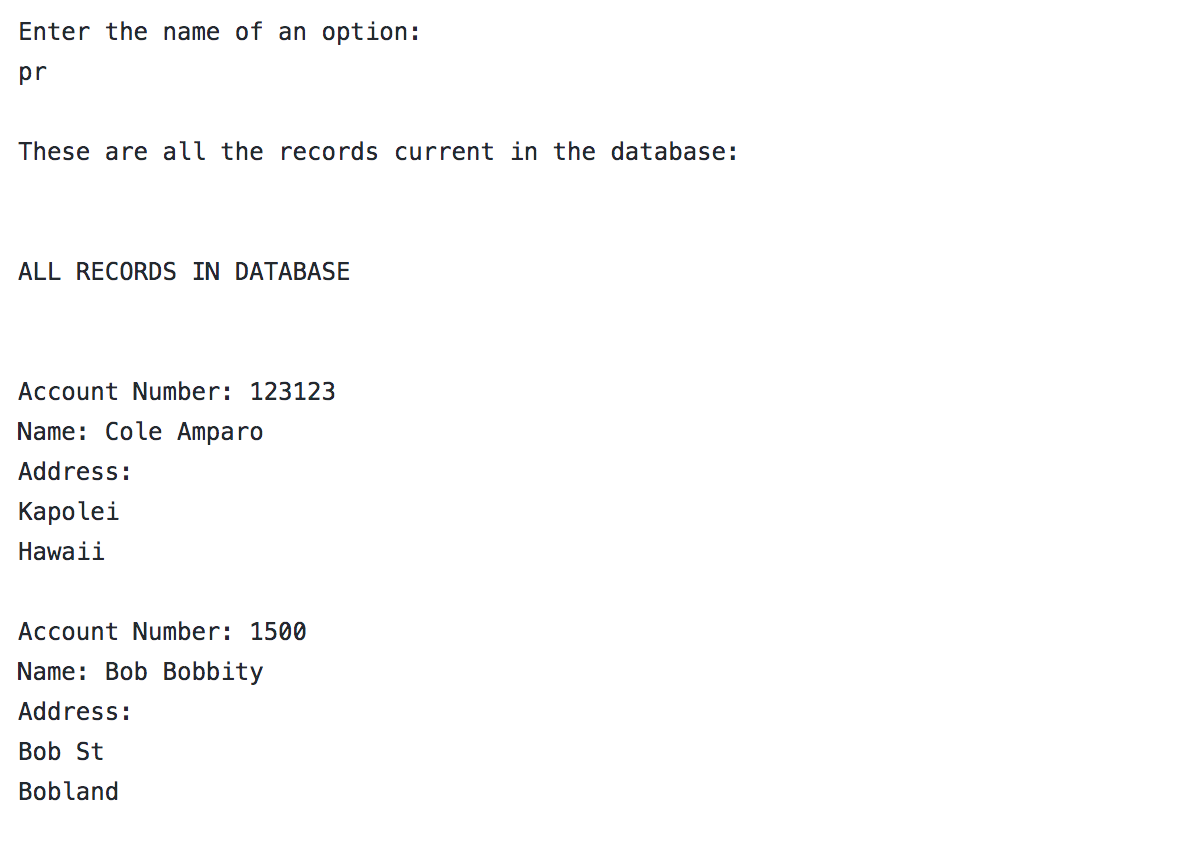 Enter the name of an option:
pr
These are all the records current in the database:
ALL RECORDS IN DATABASE
Account Number: 123123
Name: Cole Amparo
Address:
Kapolei
Hawaii
Account Number: 1500
Name: Bob Bobbity
Address:
Bob St
Bobland